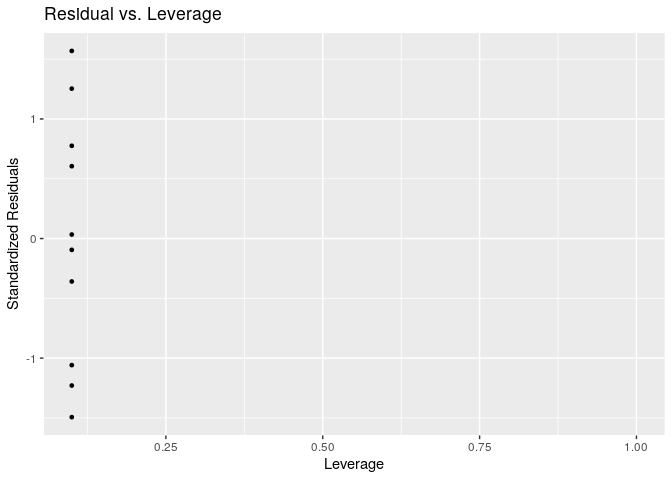 Residual vs. Leverage
1
0
-1
Standardized Residuals
0.25 0.50 0.75 1.00
Leverage